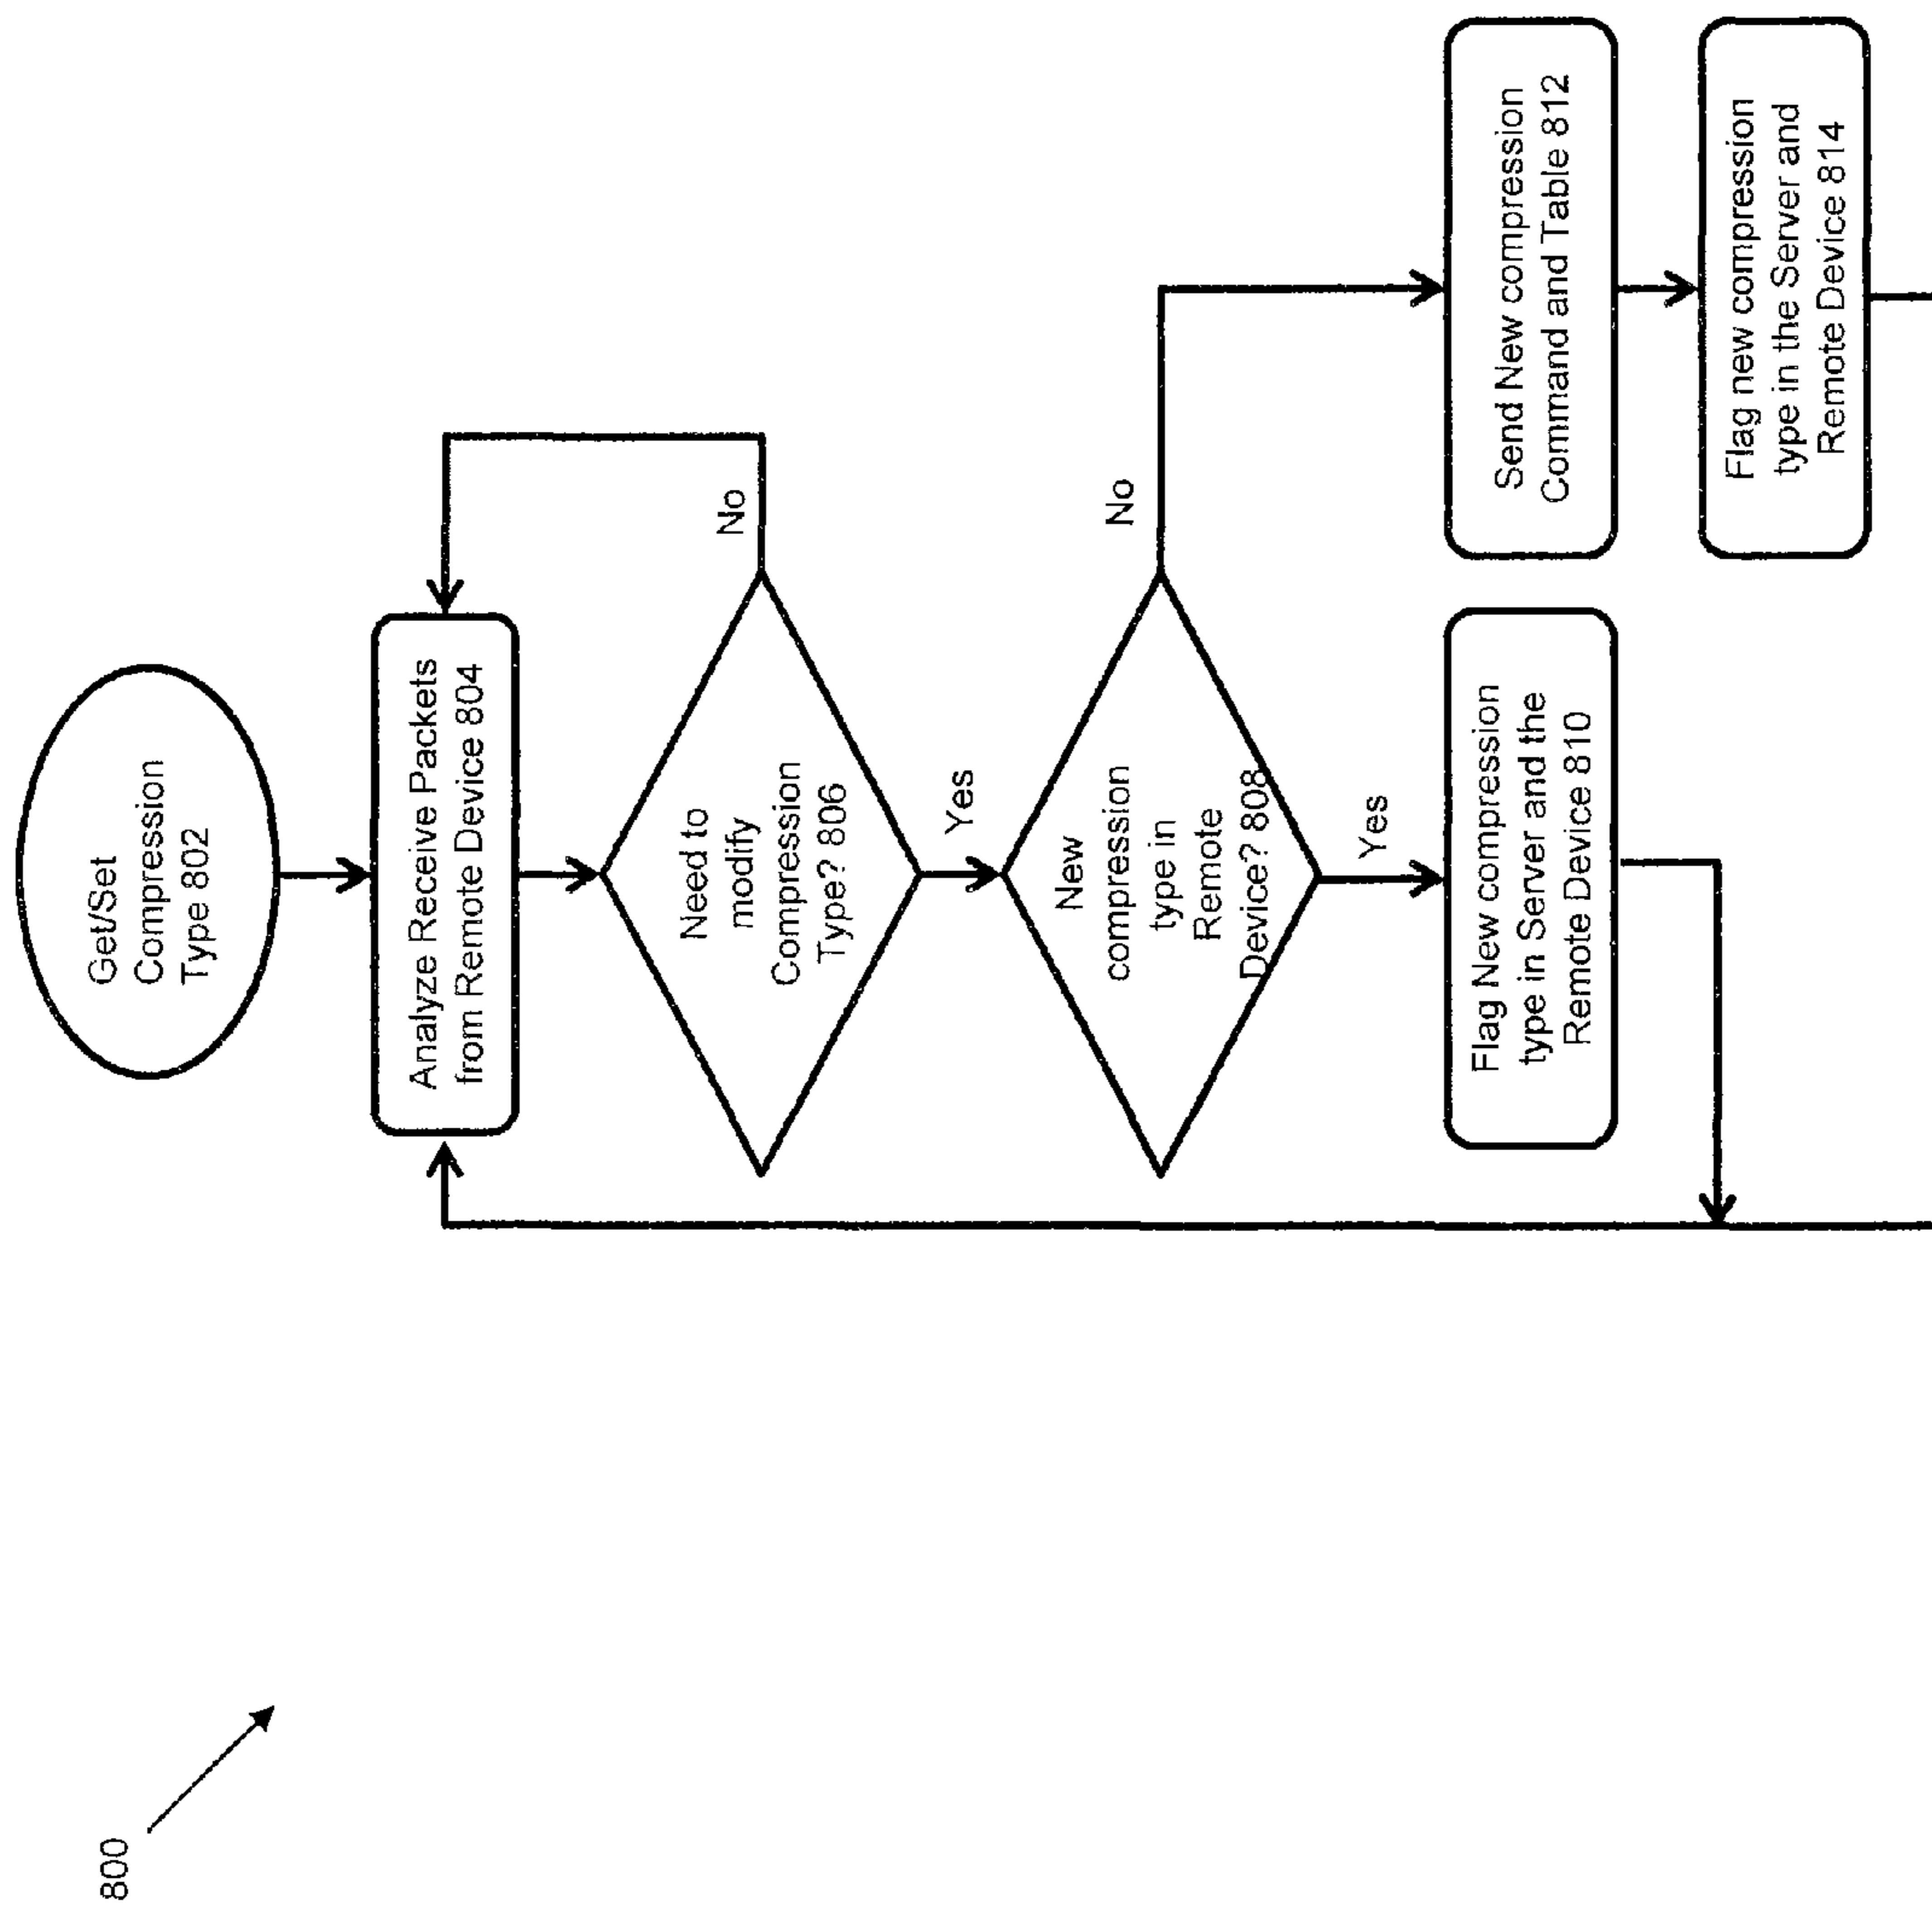 800
Get/Set
Compression
Type 802
Analyze Receive Packets
from Remote Device 804
Need to
modify
Compression
Type? 806
No
Yes
New
compression
type in
Remote
Device? 808
No
Yes
Flag New compression
type in Server and the
Remote Device 810
Send New compression
Command and Table 812
Flag new compression
type in the Server and
Remote Device 814